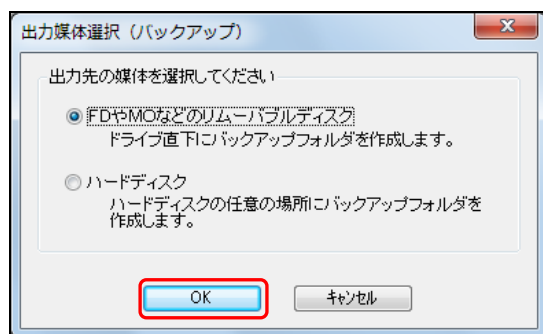 出力媒体選択（バックアップ）
出力先の媒体を選択してください
FDやMOなどのリムーバブルディスク
ドライブ直下にバックアップフォルダを作成します。
ハードディスク
ハードディスクの任意の場所にバックアップフォルダを
作成します。
OK
キャンセル